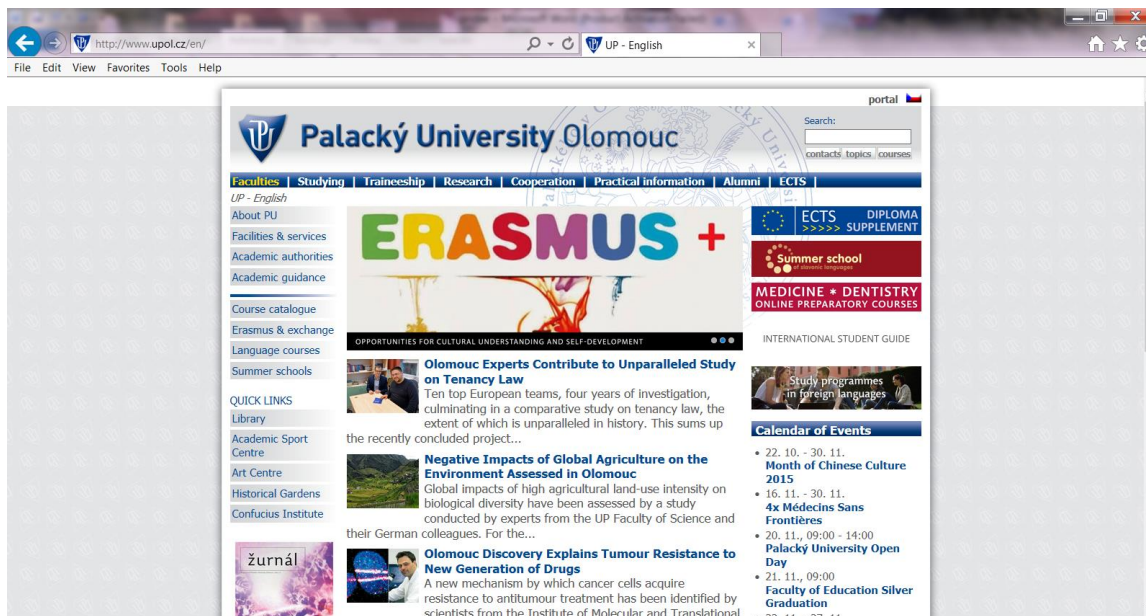 http://www.upol.cz/en/
UP - English
File Edit View Favorites Tools Help
portal
Palacký University Olomouc
Search:
contacts topics courses
Faculties | Studying | Traineeship | Research | Cooperation | Practical information | Alumni | ECTS |
UP - English
About PU
Facilities & services
Academic authorities
Academic guidance
Course catalogue
Erasmus & exchange
Language courses
Summer schools
QUICK LINKS
Library
Academic Sport
Centre
Art Centre
Historical Gardens
Confucius Institute
žurnál
ERASMUS +
OPPORTUNITIES FOR CULTURAL UNDERSTANDING AND SELF-DEVELOPMENT
Olomouc Experts Contribute to Unparalleled Study
on Tenancy Law
Ten top European teams, four years of investigation,
culminating in a comparative study on tenancy law, the
extent of which is unparalleled in history. This sums up
the recently concluded project...
Negative Impacts of Global Agriculture on the
Environment Assessed in Olomouc
Global impacts of high agricultural land-use intensity on
biological diversity have been assessed by a study
conducted by experts from the UP Faculty of Science and
their German colleagues. For the...
Olomouc Discovery Explains Tumour Resistance to
New Generation of Drugs
A new mechanism by which cancer cells acquire
resistance to antitumour treatment has been identified by
scientists from the Institute of Molecular and Translational
ECTS DIPLOMA
>>>>> SUPPLEMENT
Summer school
of slavonic languages
MEDICINE * DENTISTRY
ONLINE PREPARATORY COURSES
INTERNATIONAL STUDENT GUIDE
Study programmes
in foreign languages
Calendar of Events
• 22. 10. - 30. 11.
Month of Chinese Culture
2015
• 16. 11. - 30. 11.
4x Médecins Sans
Frontières
• 20. 11., 09:00 - 14:00
Palacký University Open
Day
• 21. 11., 09:00
Faculty of Education Silver
Graduation